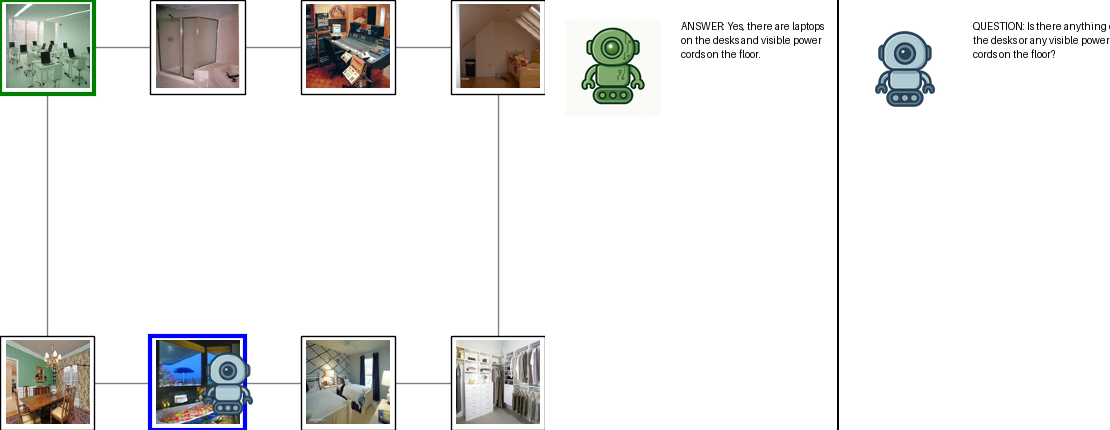 ANSWER: Yes, there are laptops
on the desks and visible power
cords on the floor.
QUESTION: Is there anything
the desks or any visible power
cords on the floor?